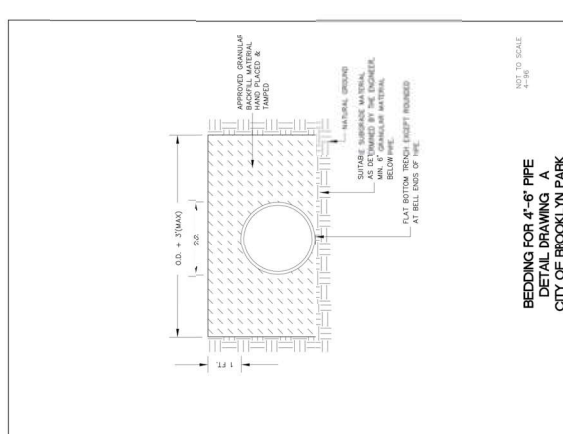 O.D. + 3'(MAX)
O.D.
1 FT.
APPROVED GRANULAR
BACKFILL MATERIAL
HAND PLACED &
TAMPED
NATURAL GROUND
SUITABLE SUBGRADE MATERIAL
AS DETERMINED BY THE ENGINEER,
MIN. 6" GRANULAR MATERIAL
BELOW PIPE.
FLAT BOTTOM TRENCH EXCEPT ROUNDED
AT BELL ENDS OF PIPE.
NOT TO SCALE
4-96
BEDDING FOR 4"-6" PIPE
DETAIL DRAWING A
CITY OF BROOKLYN PARK